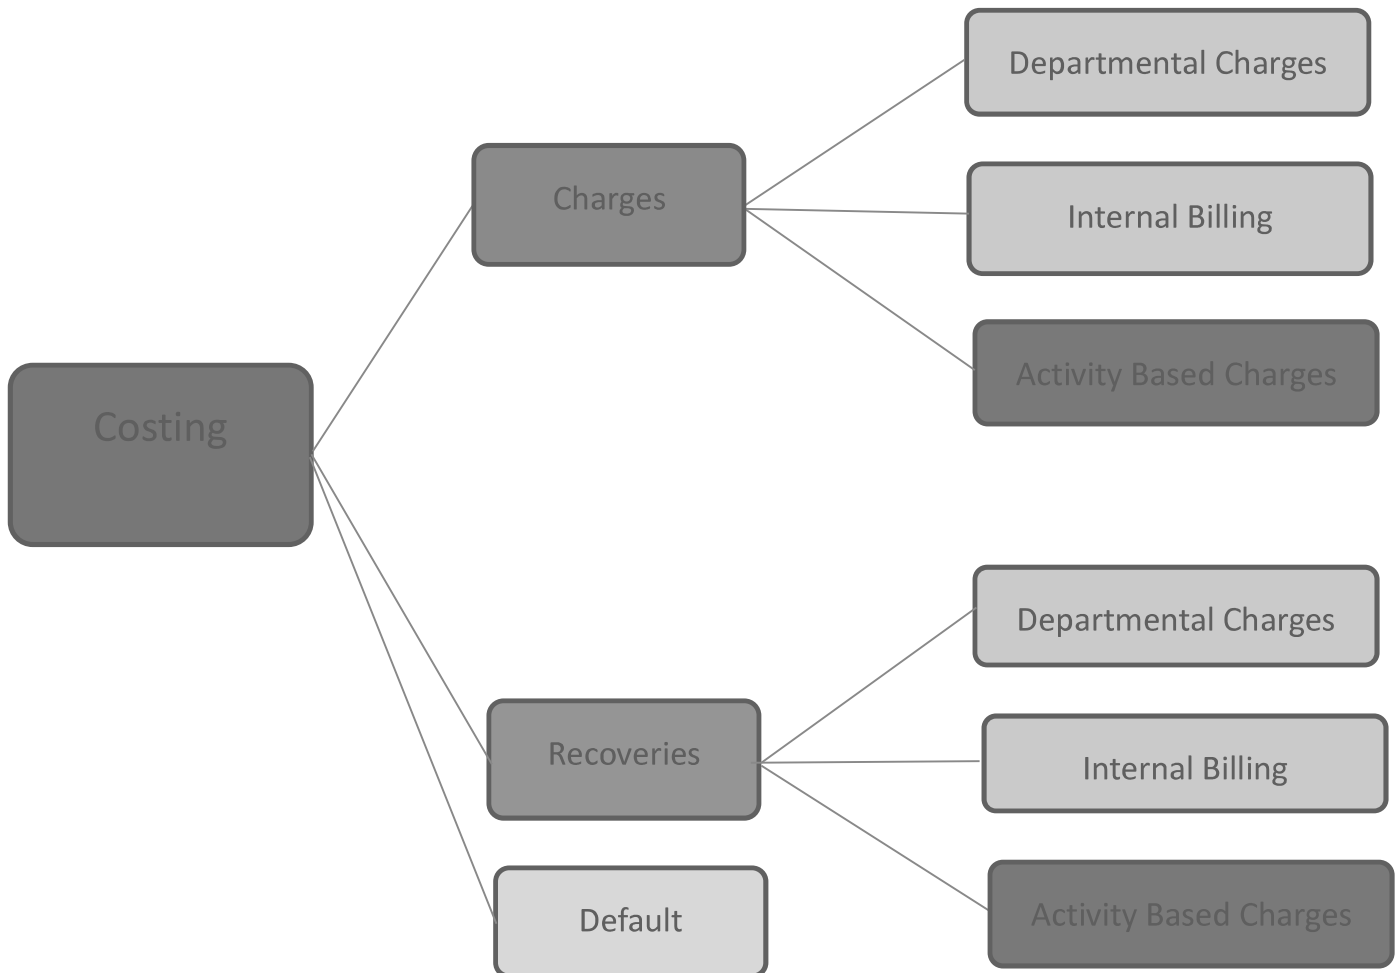 Departmental Charges
Charges
Internal Billing
Activity Based Charges
Costing
Departmental Charges
Recoveries
Internal Billing
Default
Activity Based Charges